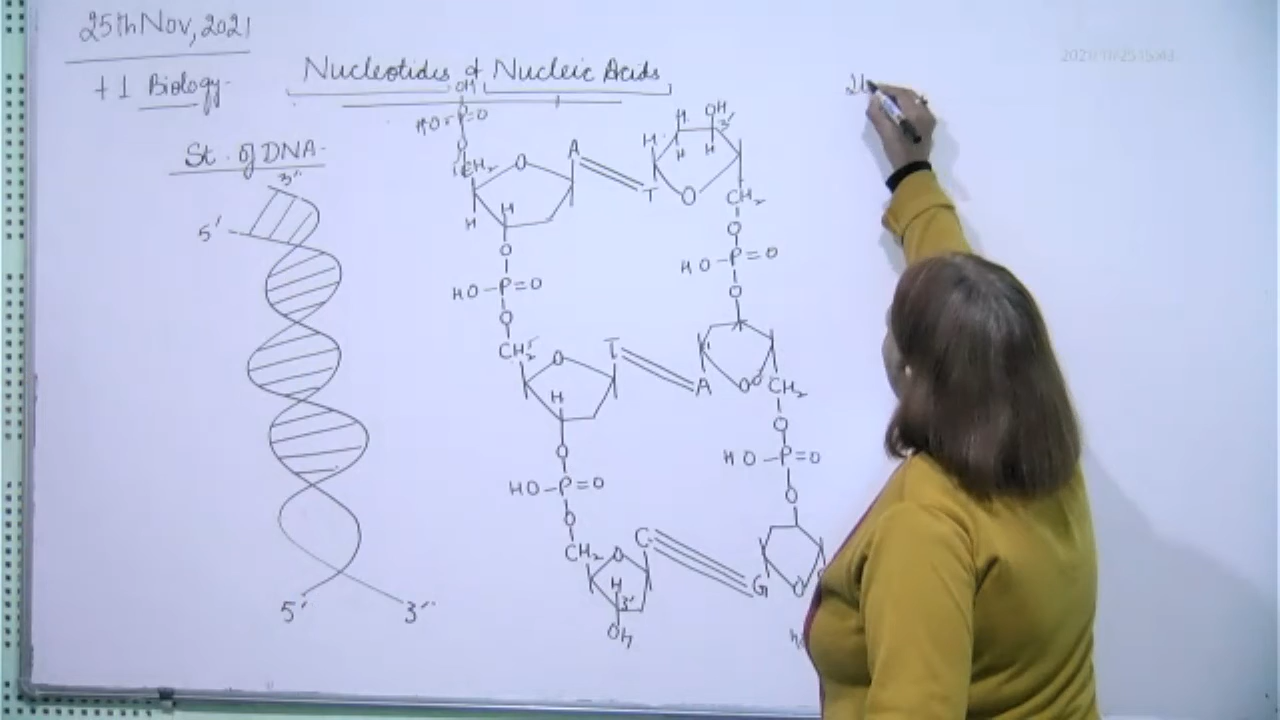 25th Nov, 2021
+1 Biology
Nucleotides & Nucleic Acids
St. of DNA
3''
5'
5'
3''
OH
HO-P=O
O
CH₂
O
A
T
H
H
H
H
OH
3'
O
CH₂
H
H
O
HO-P=O
O
O
HO-P=O
O
CH₂
O
T
A
O
CH₂
H
O
HO-P=O
O
O
HO-P=O
O
CH₂
O
C
G
O
H
3'
OH